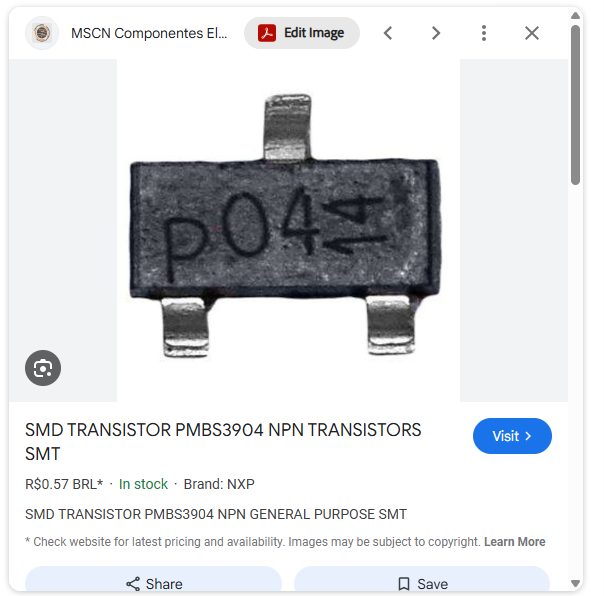 MSCN Componentes El...
Edit Image
pO4
14
SMD TRANSISTOR PMBS3904 NPN TRANSISTORS
SMT
Visit >
R$0.57 BRL* · In stock · Brand: NXP
SMD TRANSISTOR PMBS3904 NPN GENERAL PURPOSE SMT
* Check website for latest pricing and availability. Images may be subject to copyright. Learn More
Share
Save